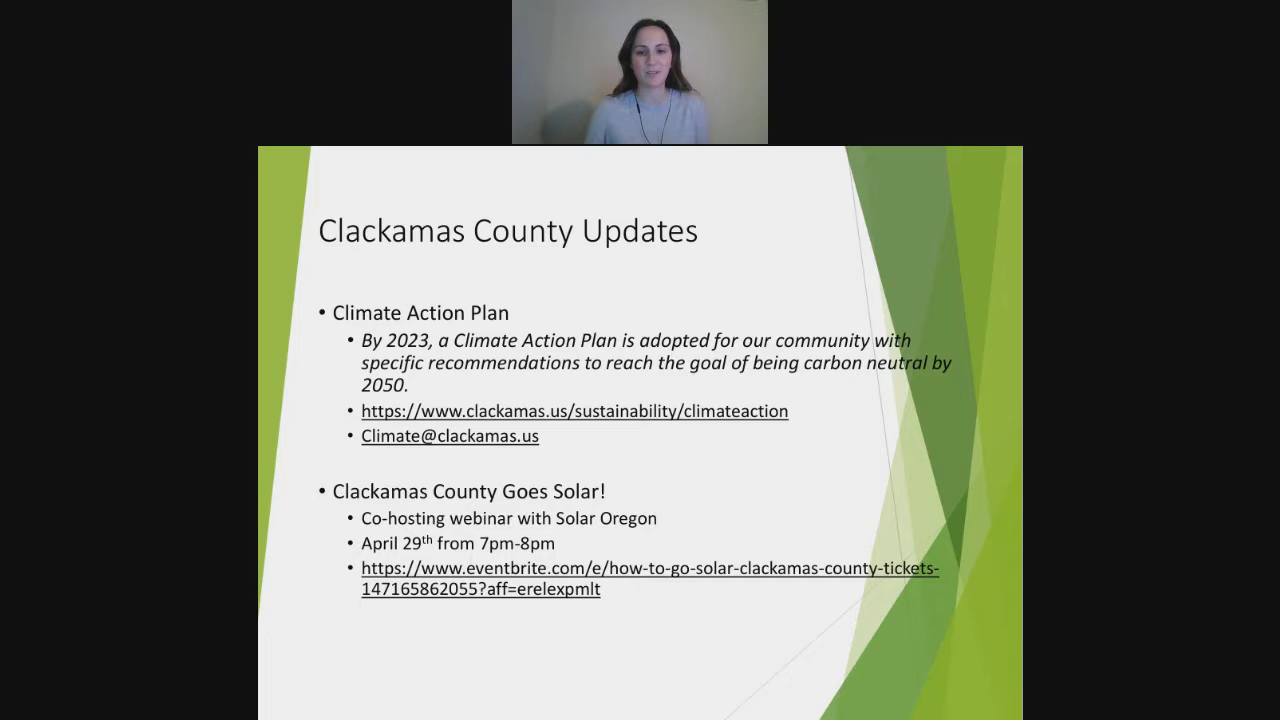 Clackamas County Updates
• Climate Action Plan
• By 2023, a Climate Action Plan is adopted for our community with
specific recommendations to reach the goal of being carbon neutral by
2050.
• https://www.clackamas.us/sustainability/climateaction
• Climate@clackamas.us
• Clackamas County Goes Solar!
• Co-hosting webinar with Solar Oregon
• April 29th from 7pm-8pm
• https://www.eventbrite.com/e/how-to-go-solar-clackamas-county-tickets-
147165862055?aff=erelexpmlt